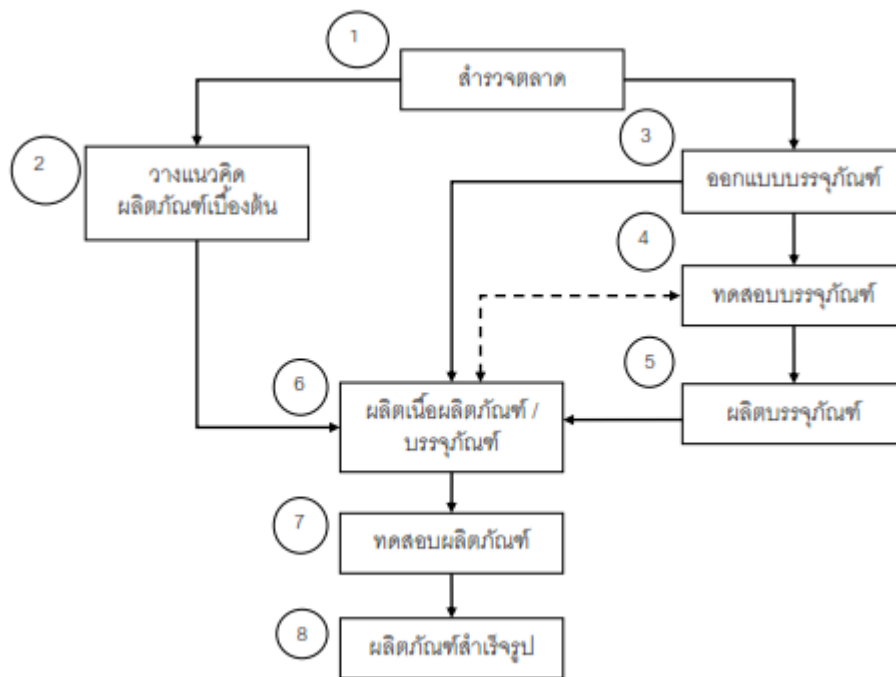 1
สำรวจตลาด
2
วางแนวคิด
ผลิตภัณฑ์เบื้องต้น
3
ออกแบบบรรจุภัณฑ์
4
ทดสอบบรรจุภัณฑ์
5
ผลิตบรรจุภัณฑ์
6
ผลิตเนื้อผลิตภัณฑ์ /
บรรจุภัณฑ์
7
ทดสอบผลิตภัณฑ์
8
ผลิตภัณฑ์สำเร็จรูป